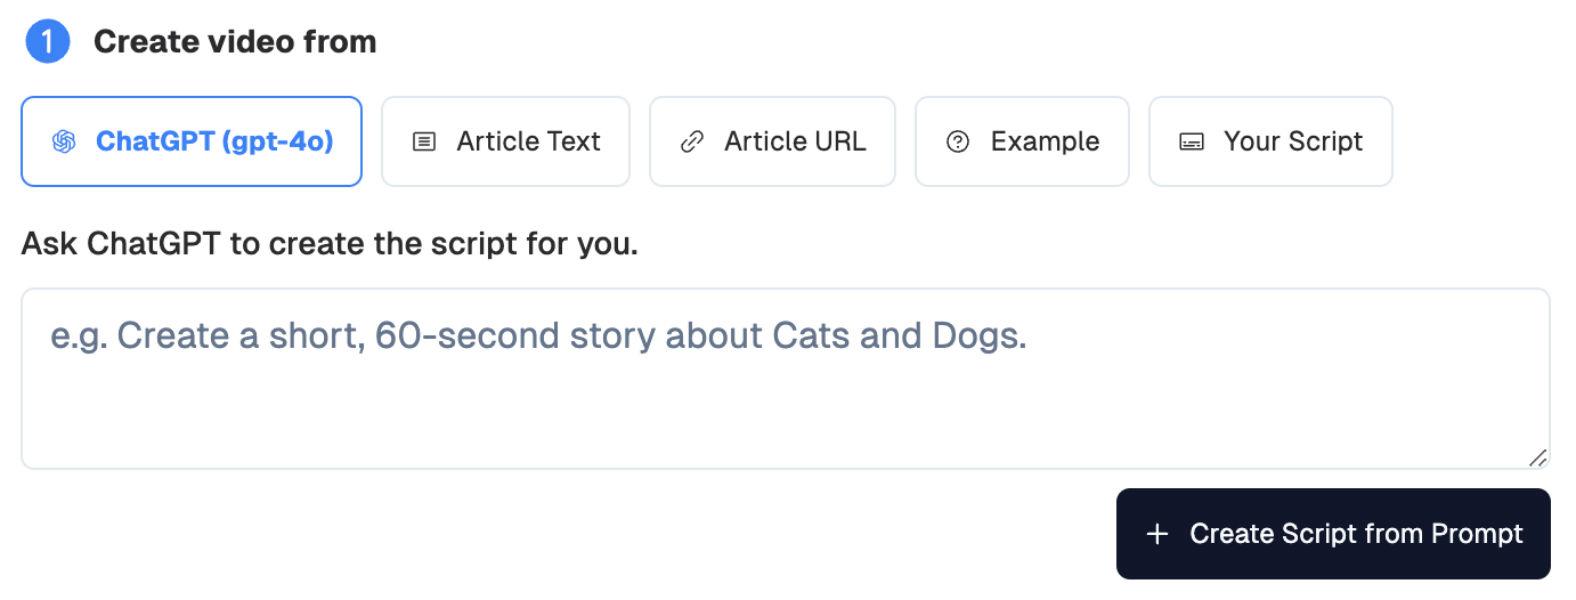 1 Create video from
ChatGPT (gpt-4o) Article Text Article URL Example Your Script
Ask ChatGPT to create the script for you.
e.g. Create a short, 60-second story about Cats and Dogs.
+ Create Script from Prompt